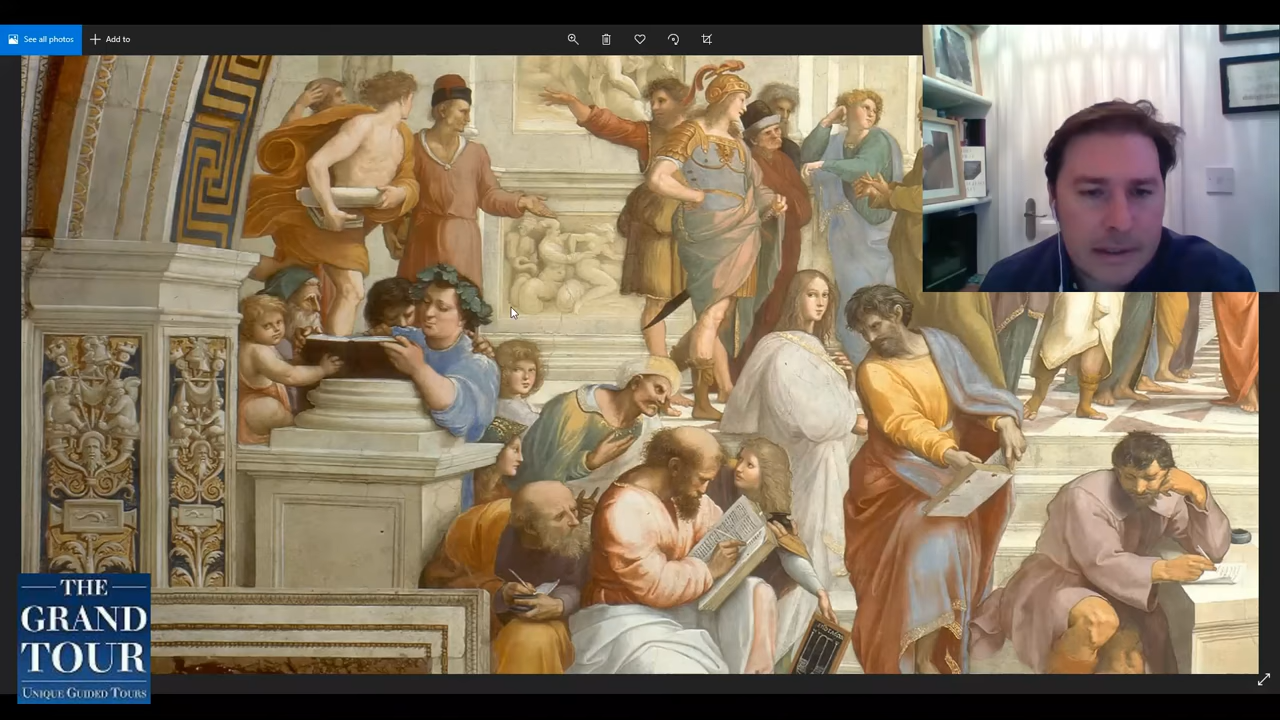 See all photos
Add to
THE
GRAND
TOUR
UNIQUE GUIDED TOURS